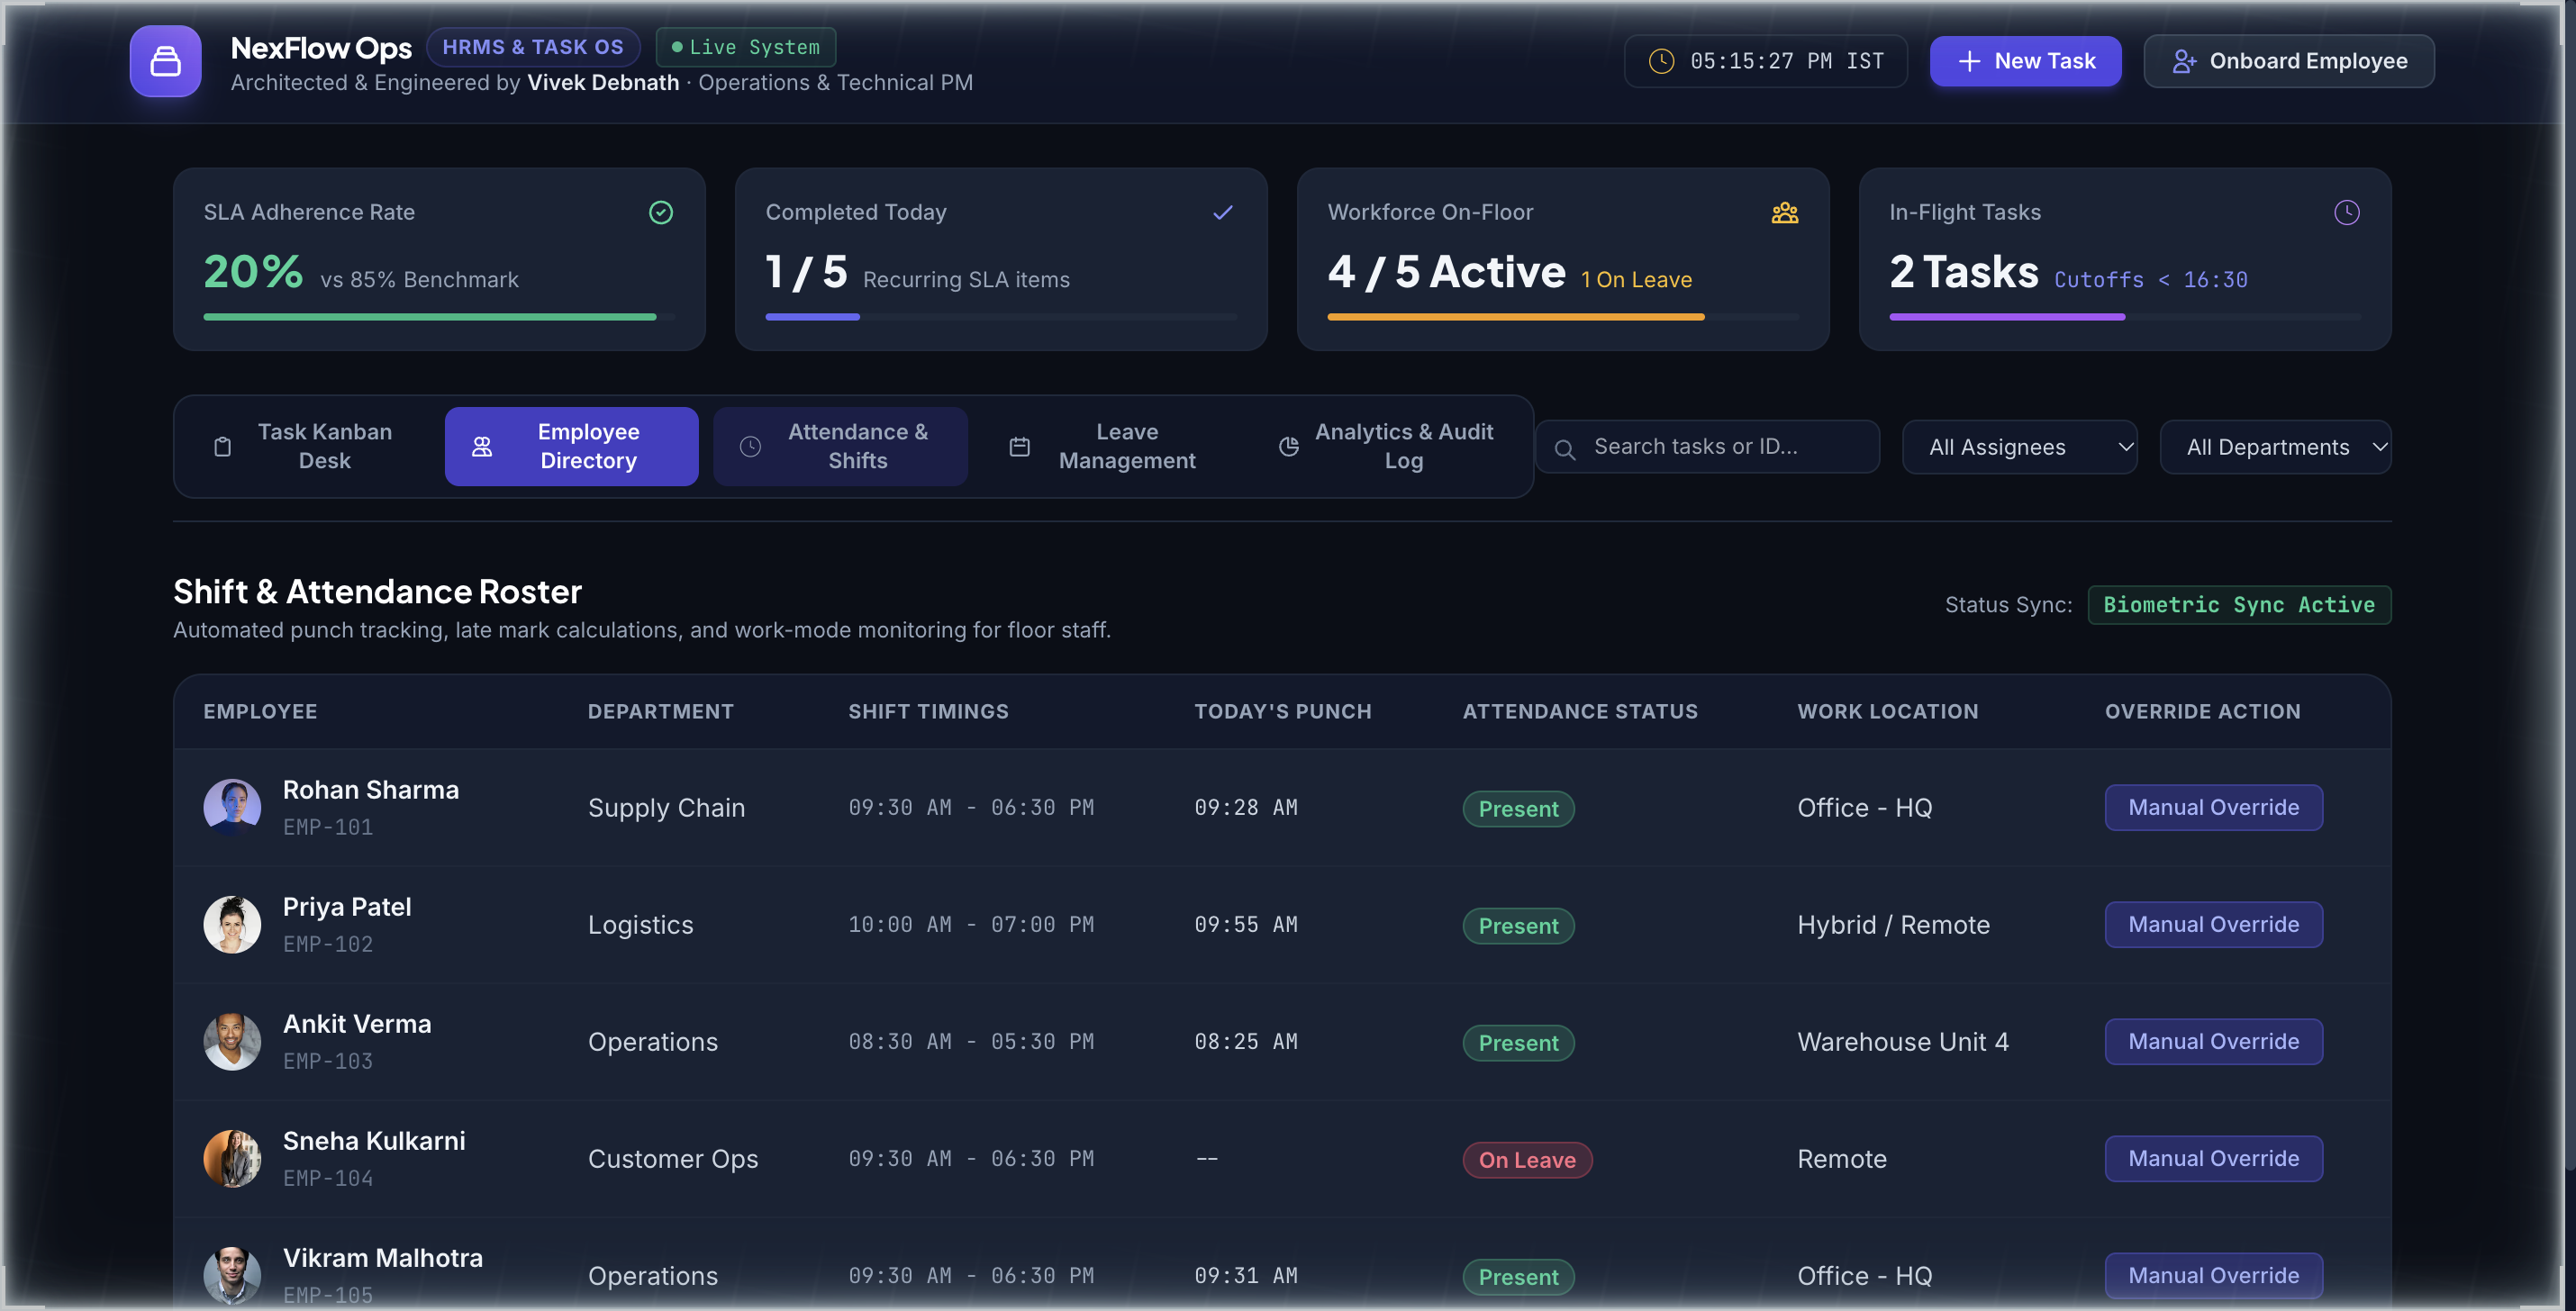 NexFlow Ops
HRMS & TASK OS
Live System
Architected & Engineered by Vivek Debnath · Operations & Technical PM
05:15:27 PM IST
New Task
Onboard Employee
SLA Adherence Rate
20% vs 85% Benchmark
Completed Today
1 / 5 Recurring SLA items
Workforce On-Floor
4 / 5 Active 1 On Leave
In-Flight Tasks
2 Tasks Cutoffs < 16:30
Task Kanban
Desk
Employee
Directory
Attendance &
Shifts
Leave
Management
Analytics & Audit
Log
Search tasks or ID...
All Assignees
All Departments
Shift & Attendance Roster
Automated punch tracking, late mark calculations, and work-mode monitoring for floor staff.
Status Sync: Biometric Sync Active
EMPLOYEE DEPARTMENT SHIFT TIMINGS TODAY'S PUNCH ATTENDANCE STATUS WORK LOCATION OVERRIDE ACTION
Rohan Sharma
EMP-101
Supply Chain 09:30 AM - 06:30 PM 09:28 AM Present Office - HQ Manual Override
Priya Patel
EMP-102
Logistics 10:00 AM - 07:00 PM 09:55 AM Present Hybrid / Remote Manual Override
Ankit Verma
EMP-103
Operations 08:30 AM - 05:30 PM 08:25 AM Present Warehouse Unit 4 Manual Override
Sneha Kulkarni
EMP-104
Customer Ops 09:30 AM - 06:30 PM -- On Leave Remote Manual Override
Vikram Malhotra
EMP-105
Operations 09:30 AM - 06:30 PM 09:31 AM Present Office - HQ Manual Override